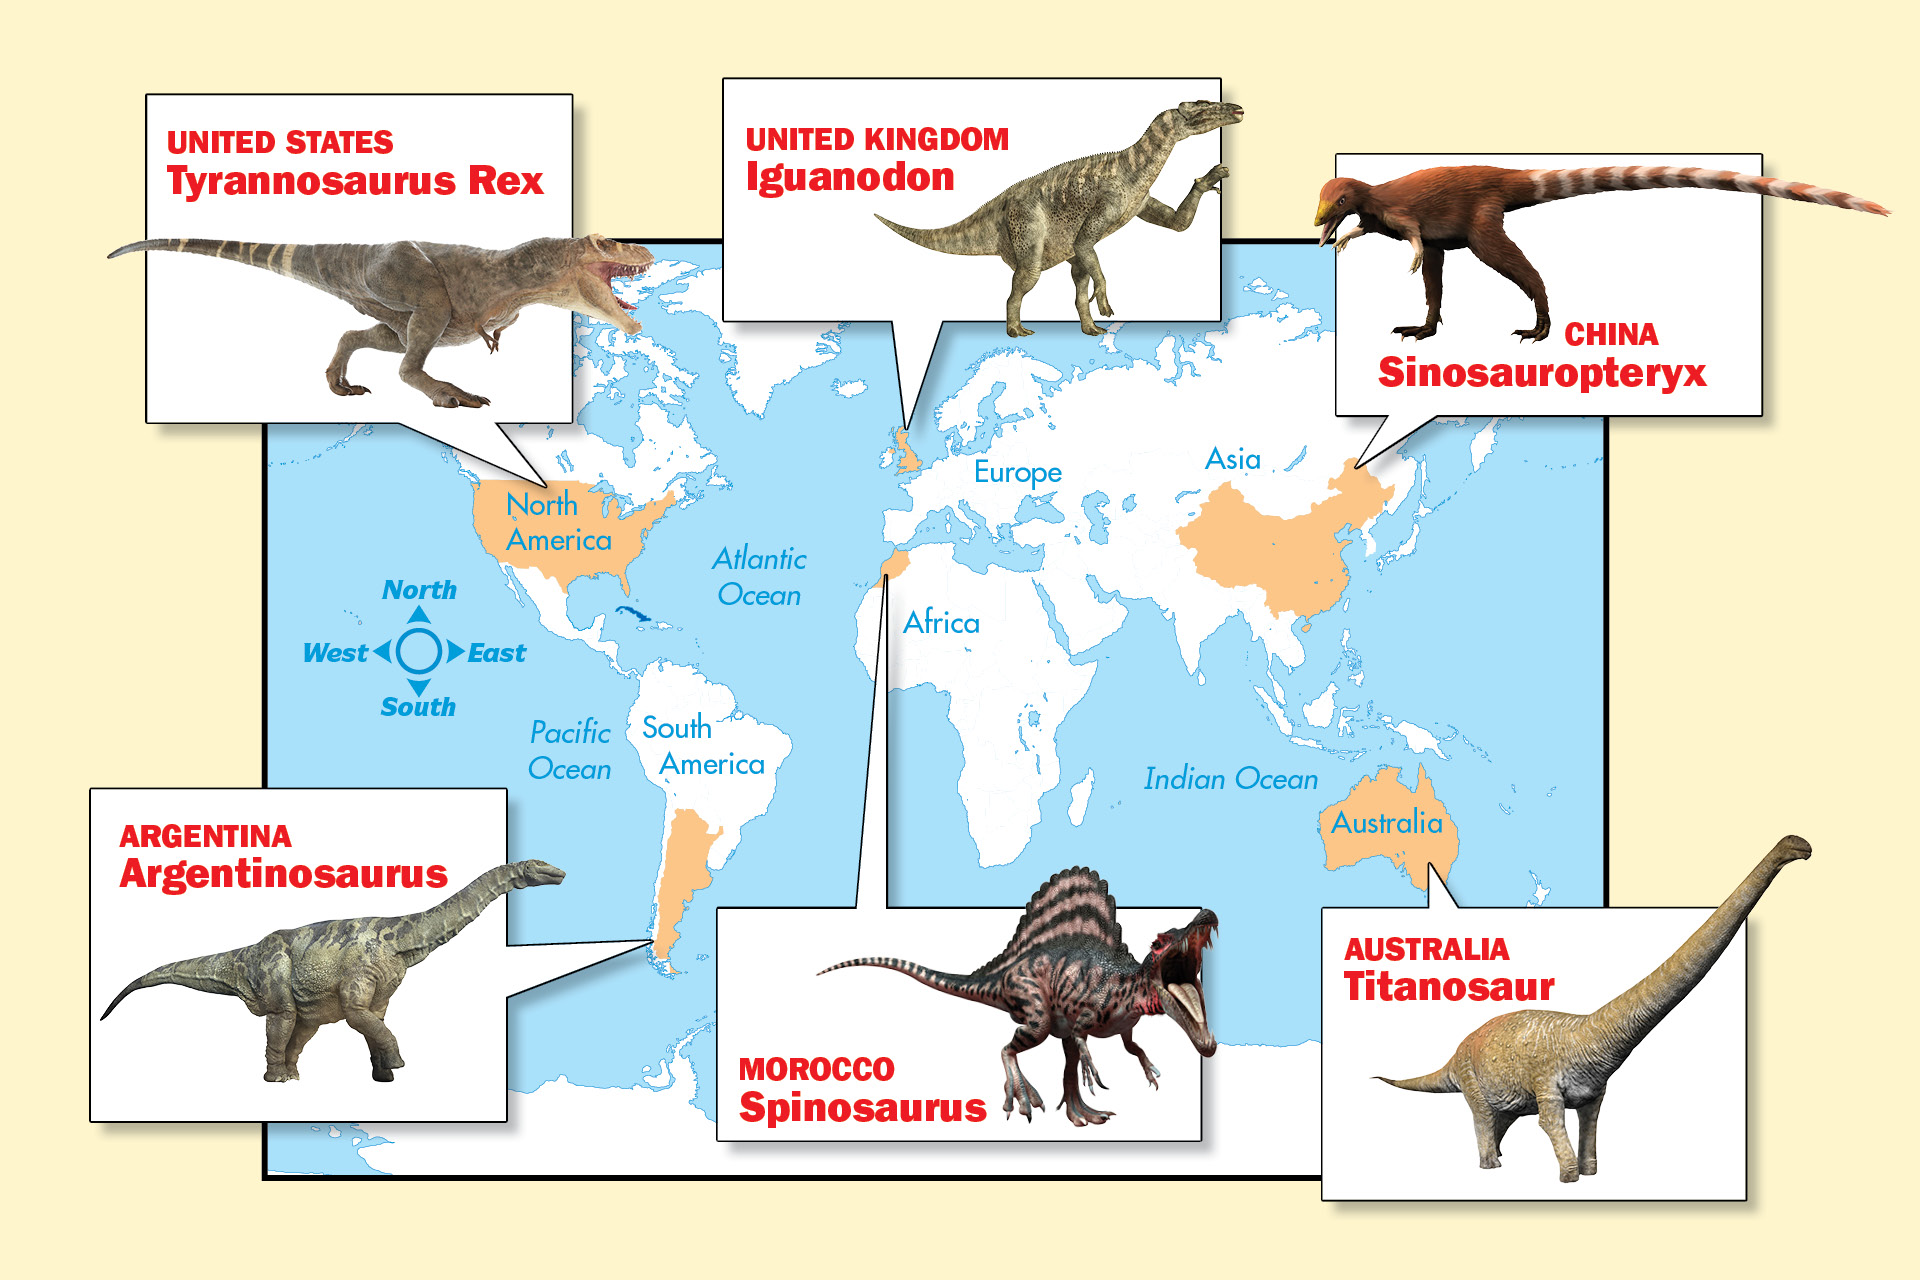 UNITED STATES
Tyrannosaurus Rex
UNITED KINGDOM
Iguanodon
CHINA
Sinosauropteryx
North
America
Europe
Asia
Atlantic
Ocean
Africa
North
West
East
South
Pacific
Ocean
South
America
Indian Ocean
Australia
ARGENTINA
Argentinosaurus
MOROCCO
Spinosaurus
AUSTRALIA
Titanosaur